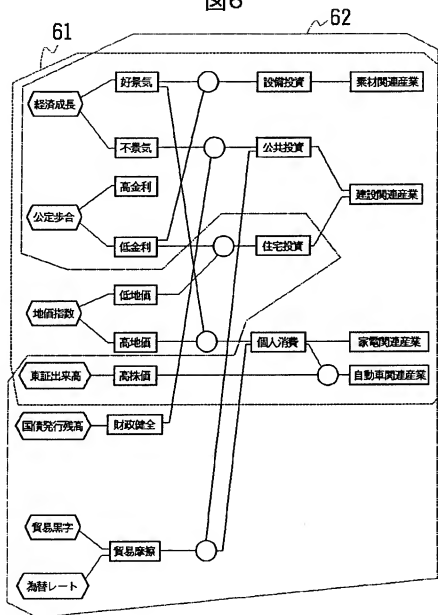 図6
61
62
好景気
設備投資
素材関連産業
経済成長
不景気
公共投資
高金利
建設関連産業
公定歩合
低金利
住宅投資
低地価
地価指数
高地価
個人消費
家電関連産業
東証出来高
高株価
自動車関連産業
国債発行残高
財政健全
貿易黒字
貿易摩擦
為替レート